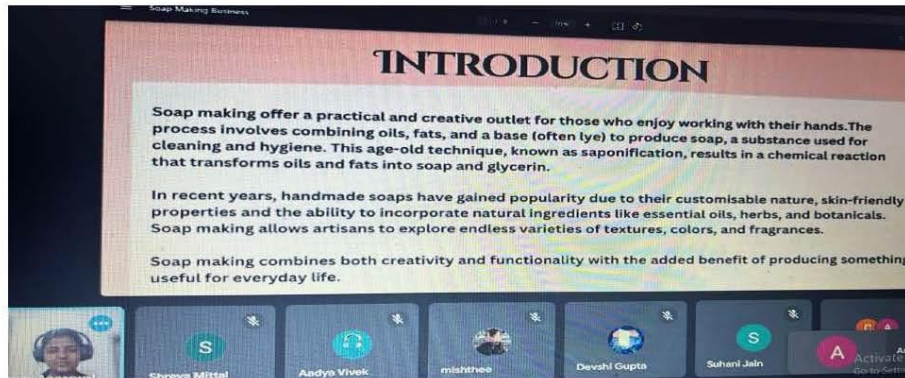 Soap Making Business
INTRODUCTION
Soap making offer a practical and creative outlet for those who enjoy working with their hands.The
process involves combining oils, fats, and a base (often lye) to produce soap, a substance used for
cleaning and hygiene. This age-old technique, known as saponification, results in a chemical reaction
that transforms oils and fats into soap and glycerin.
In recent years, handmade soaps have gained popularity due to their customisable nature, skin-friendly
properties and the ability to incorporate natural ingredients like essential oils, herbs, and botanicals.
Soap making allows artisans to explore endless varieties of textures, colors, and fragrances.
Soap making combines both creativity and functionality with the added benefit of producing something
useful for everyday life.
S
S
A
Shreya Mittal
Aadya Vivek
mishthee
Devshi Gupta
Suhani Jain
Activate
Go to Sett